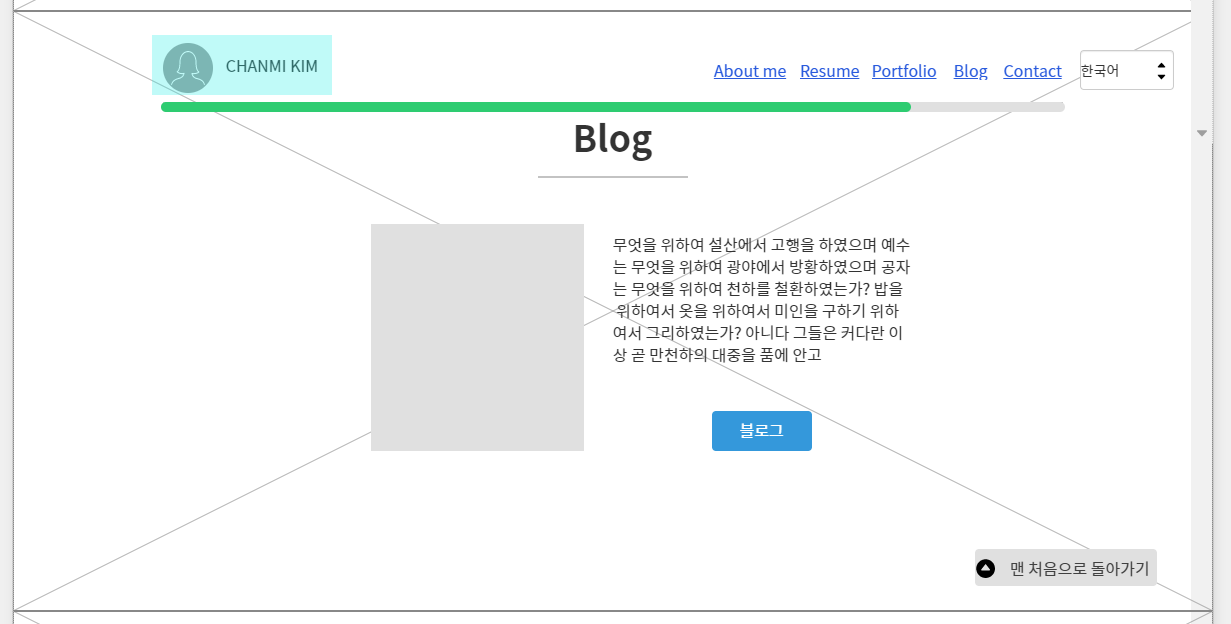 CHANMI KIM
About me Resume Portfolio Blog Contact 한국어
Blog
무엇을 위하여 설산에서 고행을 하였으며 예수
는 무엇을 위하여 광야에서 방황하였으며 공자
는 무엇을 위하여 천하를 철환하였는가? 밥을
위하여서 옷을 위하여서 미인을 구하기 위하
여서 그리하였는가? 아니다 그들은 커다란 이
상 곧 만천하의 대중을 품에 안고
블로그
맨 처음으로 돌아가기